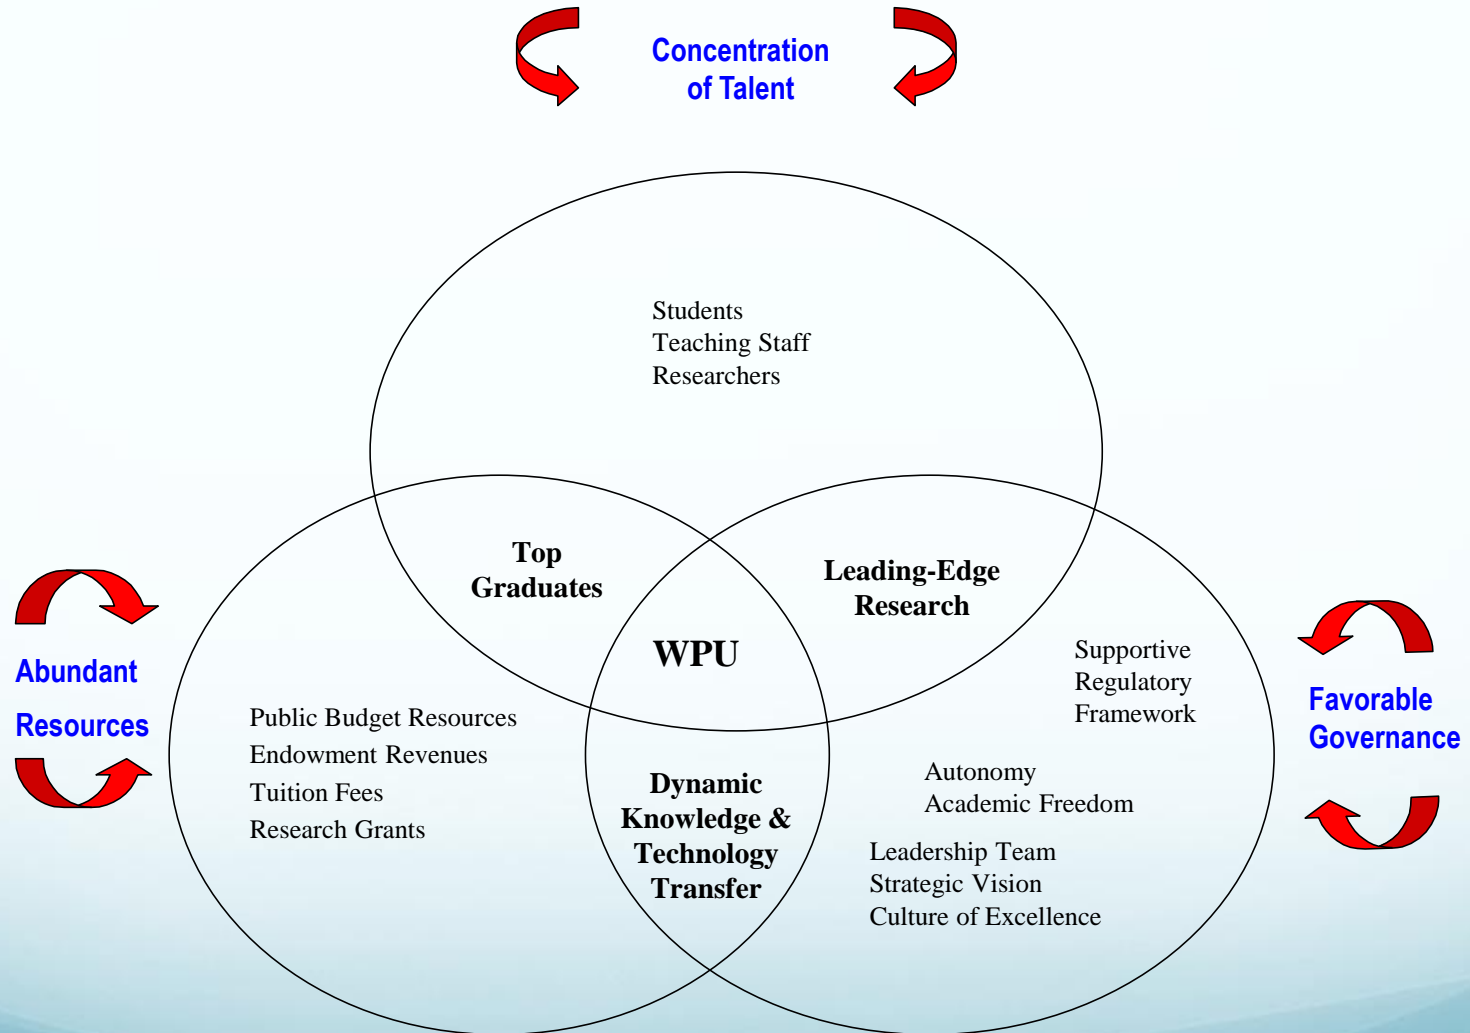 Concentration
of Talent
Students
Teaching Staff
Researchers
Top
Graduates
Leading-Edge
Research
WPU
Abundant
Resources
Public Budget Resources
Endowment Revenues
Tuition Fees
Research Grants
Dynamic
Knowledge &
Technology
Transfer
Supportive
Regulatory
Framework
Autonomy
Academic Freedom
Leadership Team
Strategic Vision
Culture of Excellence
Favorable
Governance